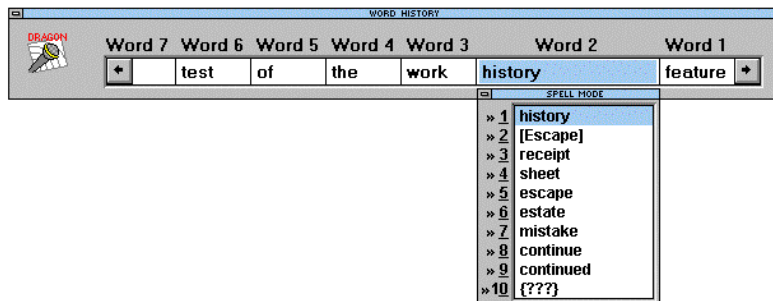 WORD HISTORY
DRAGON
Word 7 Word 6 Word 5 Word 4 Word 3 Word 2 Word 1
test of the work history feature
SPELL MODE
» 1 history
» 2 [Escape]
» 3 receipt
» 4 sheet
» 5 escape
» 6 estate
» 7 mistake
» 8 continue
» 9 continued
» 10 {???}